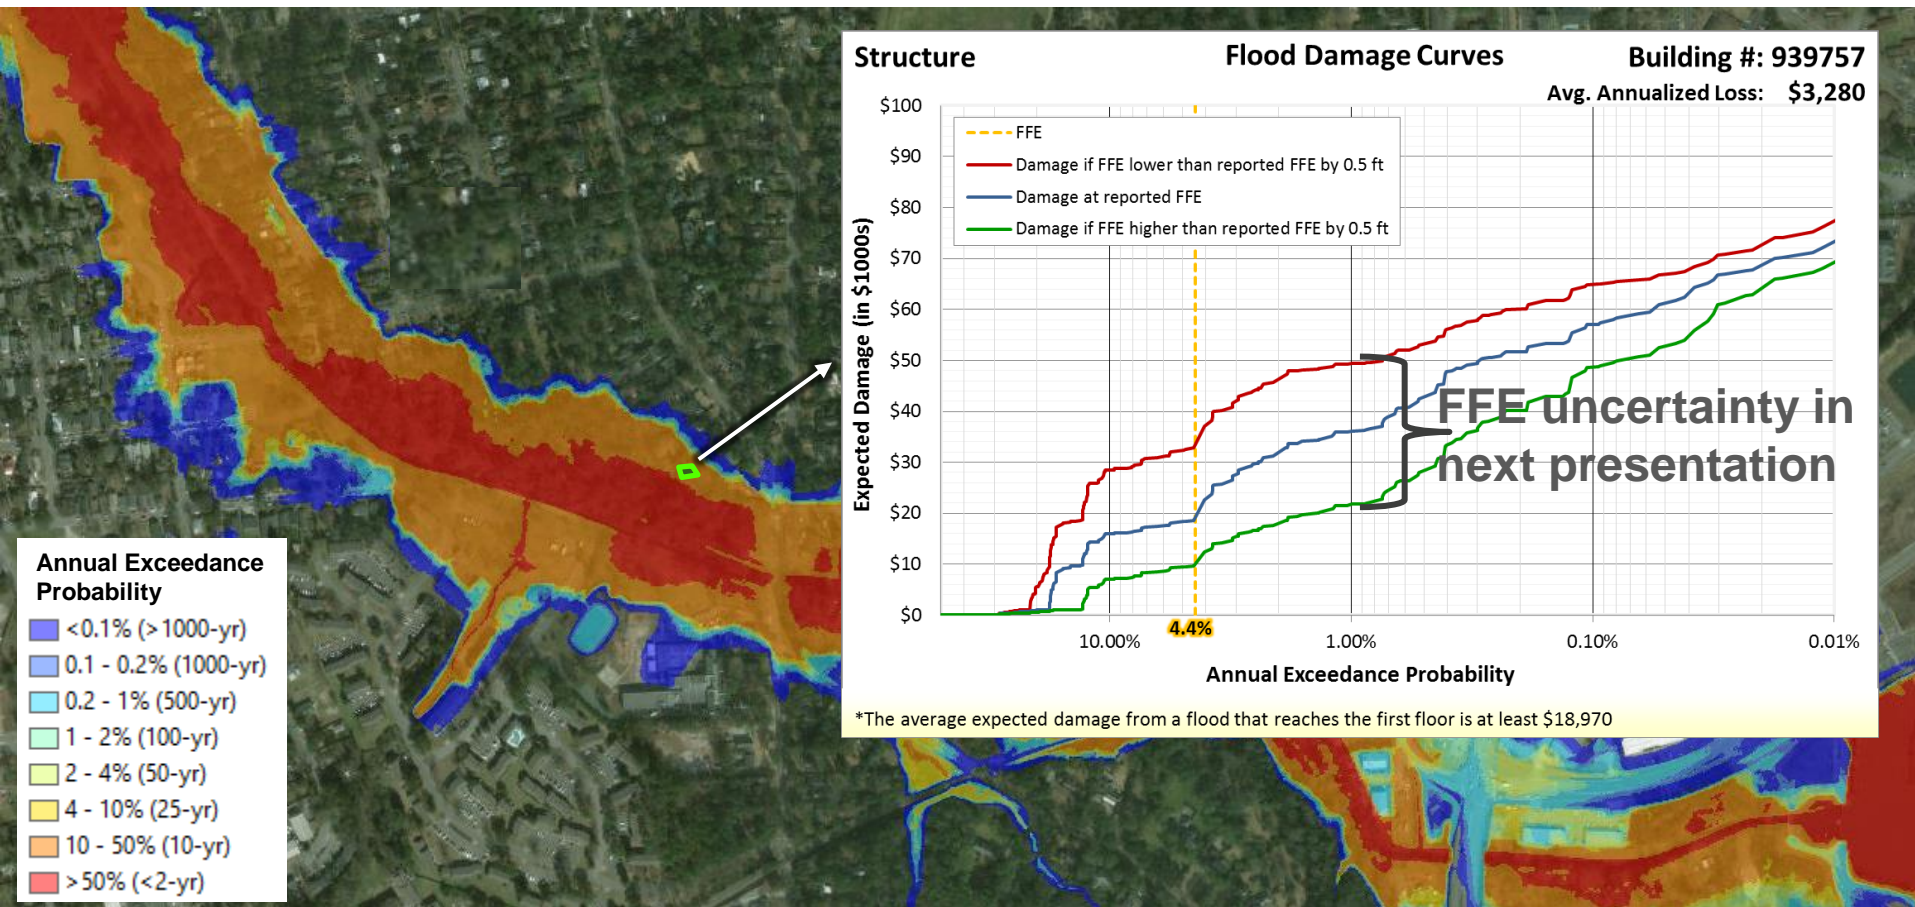 Structure
Flood Damage Curves
Building #: 939757
Avg. Annualized Loss: $3,280
$100
$90
$80
$70
$60
$50
$40
$30
$20
$10
$0
Expected Damage (in $1000s)
FFE
Damage if FFE lower than reported FFE by 0.5 ft
Damage at reported FFE
Damage if FFE higher than reported FFE by 0.5 ft
FFE uncertainty in
next presentation
4.4%
10.00%
1.00%
0.10%
0.01%
Annual Exceedance Probability
*The average expected damage from a flood that reaches the first floor is at least $18,970
Annual Exceedance
Probability
<0.1% (>1000-yr)
0.1 - 0.2% (1000-yr)
0.2 - 1% (500-yr)
1 - 2% (100-yr)
2 - 4% (50-yr)
4 - 10% (25-yr)
10 - 50% (10-yr)
>50% (<2-yr)